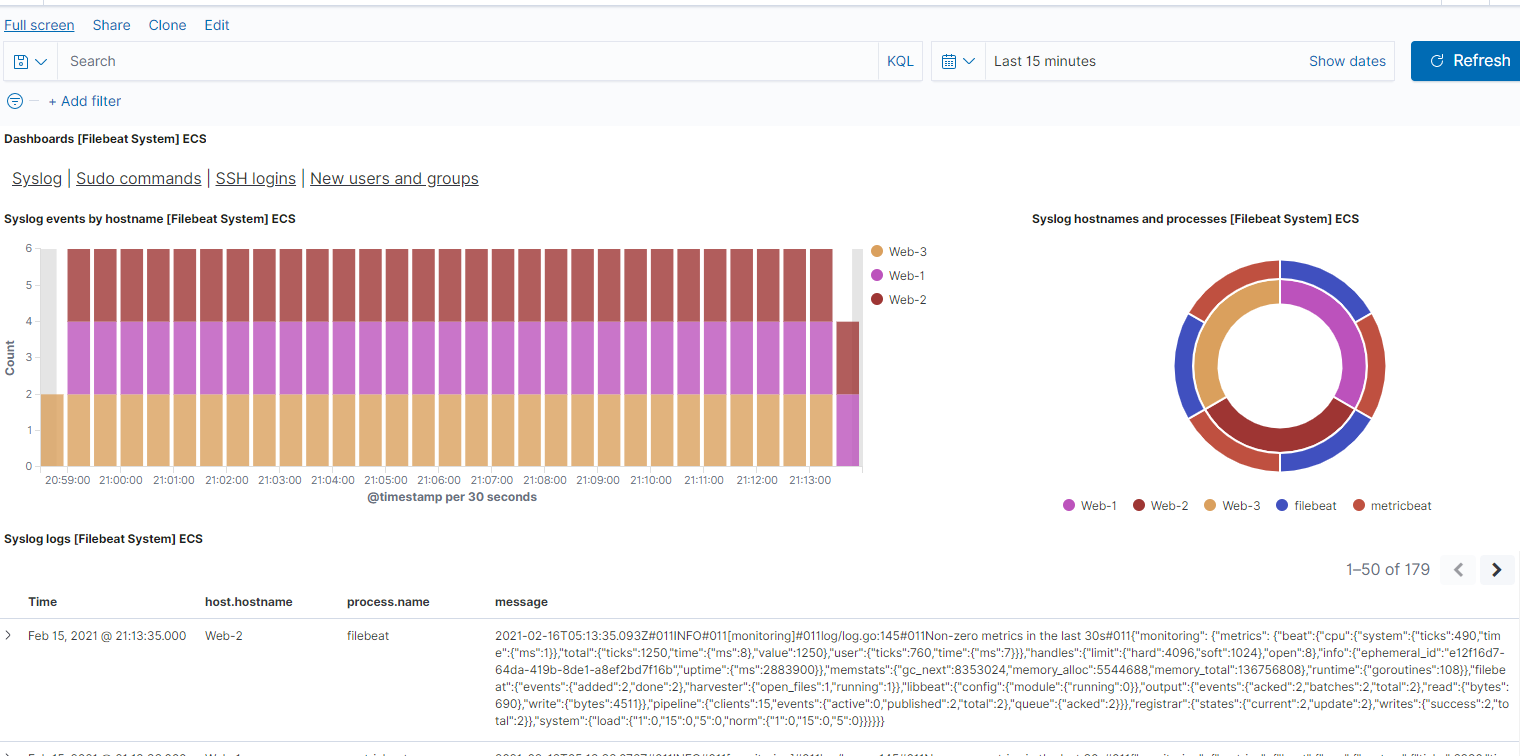 Full screen Share Clone Edit
Search KQL Last 15 minutes Show dates Refresh
+ Add filter
Dashboards [Filebeat System] ECS
Syslog | Sudo commands | SSH logins | New users and groups
Syslog events by hostname [Filebeat System] ECS
6
5
4
3
2
1
0
Count
20:59:00 21:00:00 21:01:00 21:02:00 21:03:00 21:04:00 21:05:00 21:06:00 21:07:00 21:08:00 21:09:00 21:10:00 21:11:00 21:12:00 21:13:00
@timestamp per 30 seconds
Web-3
Web-1
Web-2
Syslog hostnames and processes [Filebeat System] ECS
Web-1 Web-2 Web-3 filebeat metricbeat
Syslog logs [Filebeat System] ECS
1–50 of 179
Time host.hostname process.name message
Feb 15, 2021 @ 21:13:35.000 Web-2 filebeat 2021-02-16T05:13:35.093Z#011INFO#011[monitoring]#011log/log.go:145#011Non-zero metrics in the last 30s#011{"monitoring": {"metrics": {"beat":{"cpu":{"system":{"ticks":490,"tim
e":{"ms":1}},"total":{"ticks":1250,"time":{"ms":8},"value":1250},"user":{"ticks":760,"time":{"ms":7}}},"handles":{"limit":{"hard":4096,"soft":1024},"open":8},"info":{"ephemeral_id":"e12f16d7-
64da-419b-8de1-a8ef2bd7f16b","uptime":{"ms":2883900}},"memstats":{"gc_next":8353024,"memory_alloc":5544688,"memory_total":136756808},"runtime":{"goroutines":108}},"filebe
at":{"events":{"added":2,"done":2},"harvester":{"open_files":1,"running":1}},"libbeat":{"config":{"module":{"running":0}},"output":{"events":{"acked":2,"batches":2,"total":2},"read":{"bytes":
690},"write":{"bytes":4511}},"pipeline":{"clients":15,"events":{"active":0,"published":2,"total":2},"queue":{"acked":2}}},"registrar":{"states":{"current":2,"update":2},"writes":{"success":2,"to
tal":2}},"system":{"load":{"1":0,"15":0,"5":0,"norm":{"1":0,"15":0,"5":0}}}}}}